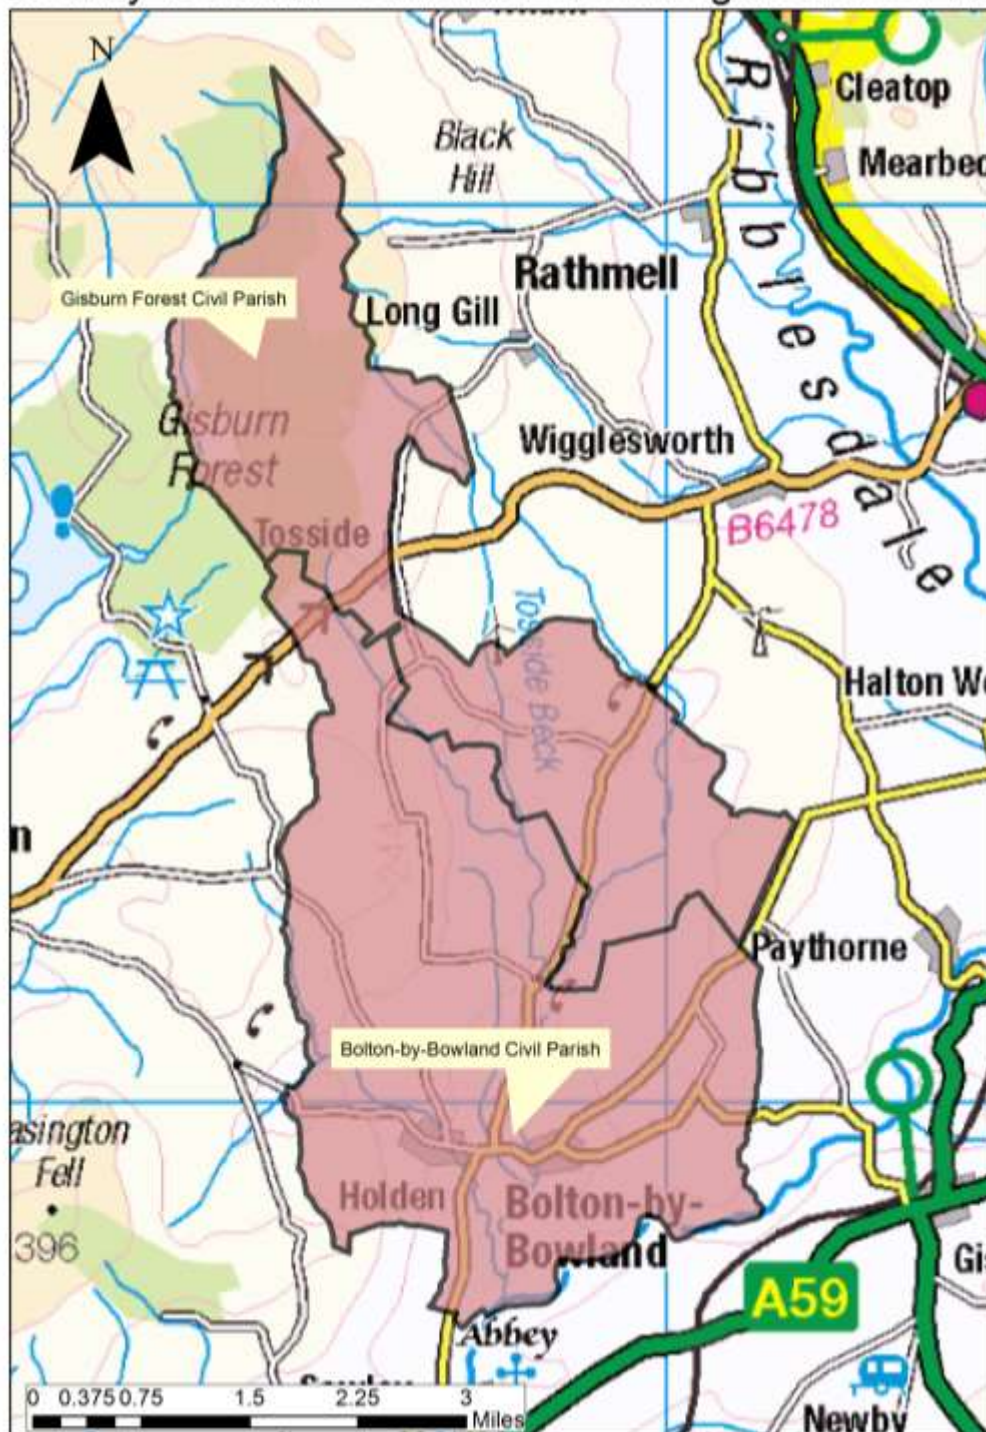 N
Black
Hill
Cleatop
Mearbec
Ribblesdale
Rathmell
Gisburn Forest Civil Parish
Long Gill
Gisburn
Forest
Wigglesworth
Tosside
B6478
Tosside Beck
Halton We
n
Paythorne
Bolton-by-Bowland Civil Parish
asington
Fell
396
Holden
Bolton-by-
Bowland
Gis
A59
Abbey
Newby
0 0.375 0.75 1.5 2.25 3
Miles